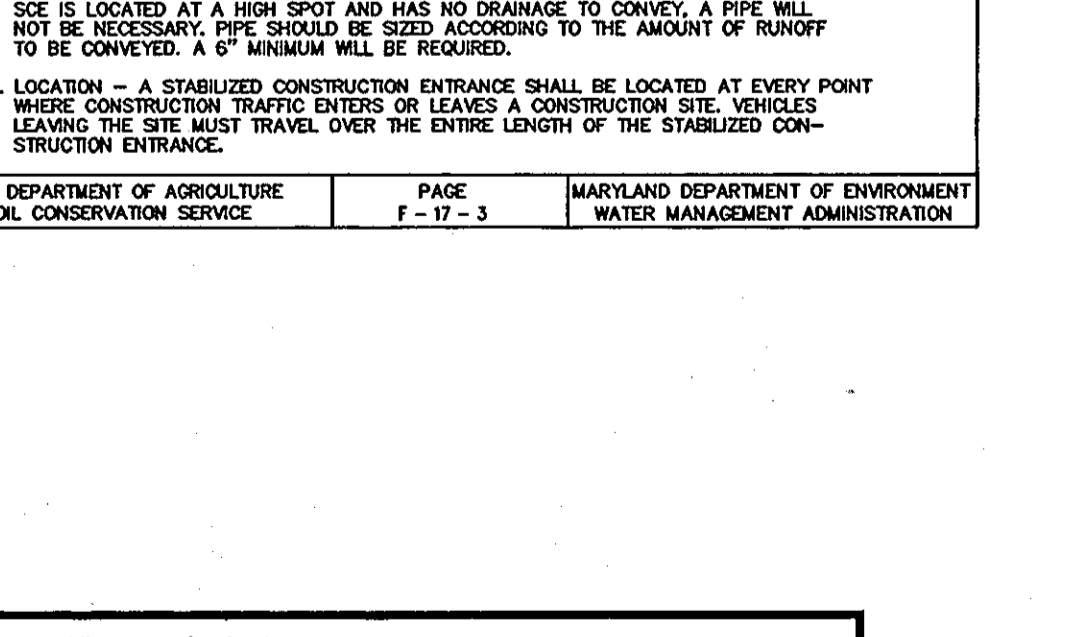 SCE IS LOCATED AT A HIGH SPOT AND HAS NO DRAINAGE TO CONVEY, A PIPE WILL
NOT BE NECESSARY. PIPE SHOULD BE SIZED ACCORDING TO THE AMOUNT OF RUNOFF
TO BE CONVEYED. A 6" MINIMUM WILL BE REQUIRED.
. LOCATION – A STABILIZED CONSTRUCTION ENTRANCE SHALL BE LOCATED AT EVERY POINT
WHERE CONSTRUCTION TRAFFIC ENTERS OR LEAVES A CONSTRUCTION SITE. VEHICLES
LEAVING THE SITE MUST TRAVEL OVER THE ENTIRE LENGTH OF THE STABILIZED CON–
STRUCTION ENTRANCE.
DEPARTMENT OF AGRICULTURE
OIL CONSERVATION SERVICE
PAGE
F – 17 – 3
MARYLAND DEPARTMENT OF ENVIRONMENT
WATER MANAGEMENT ADMINISTRATION